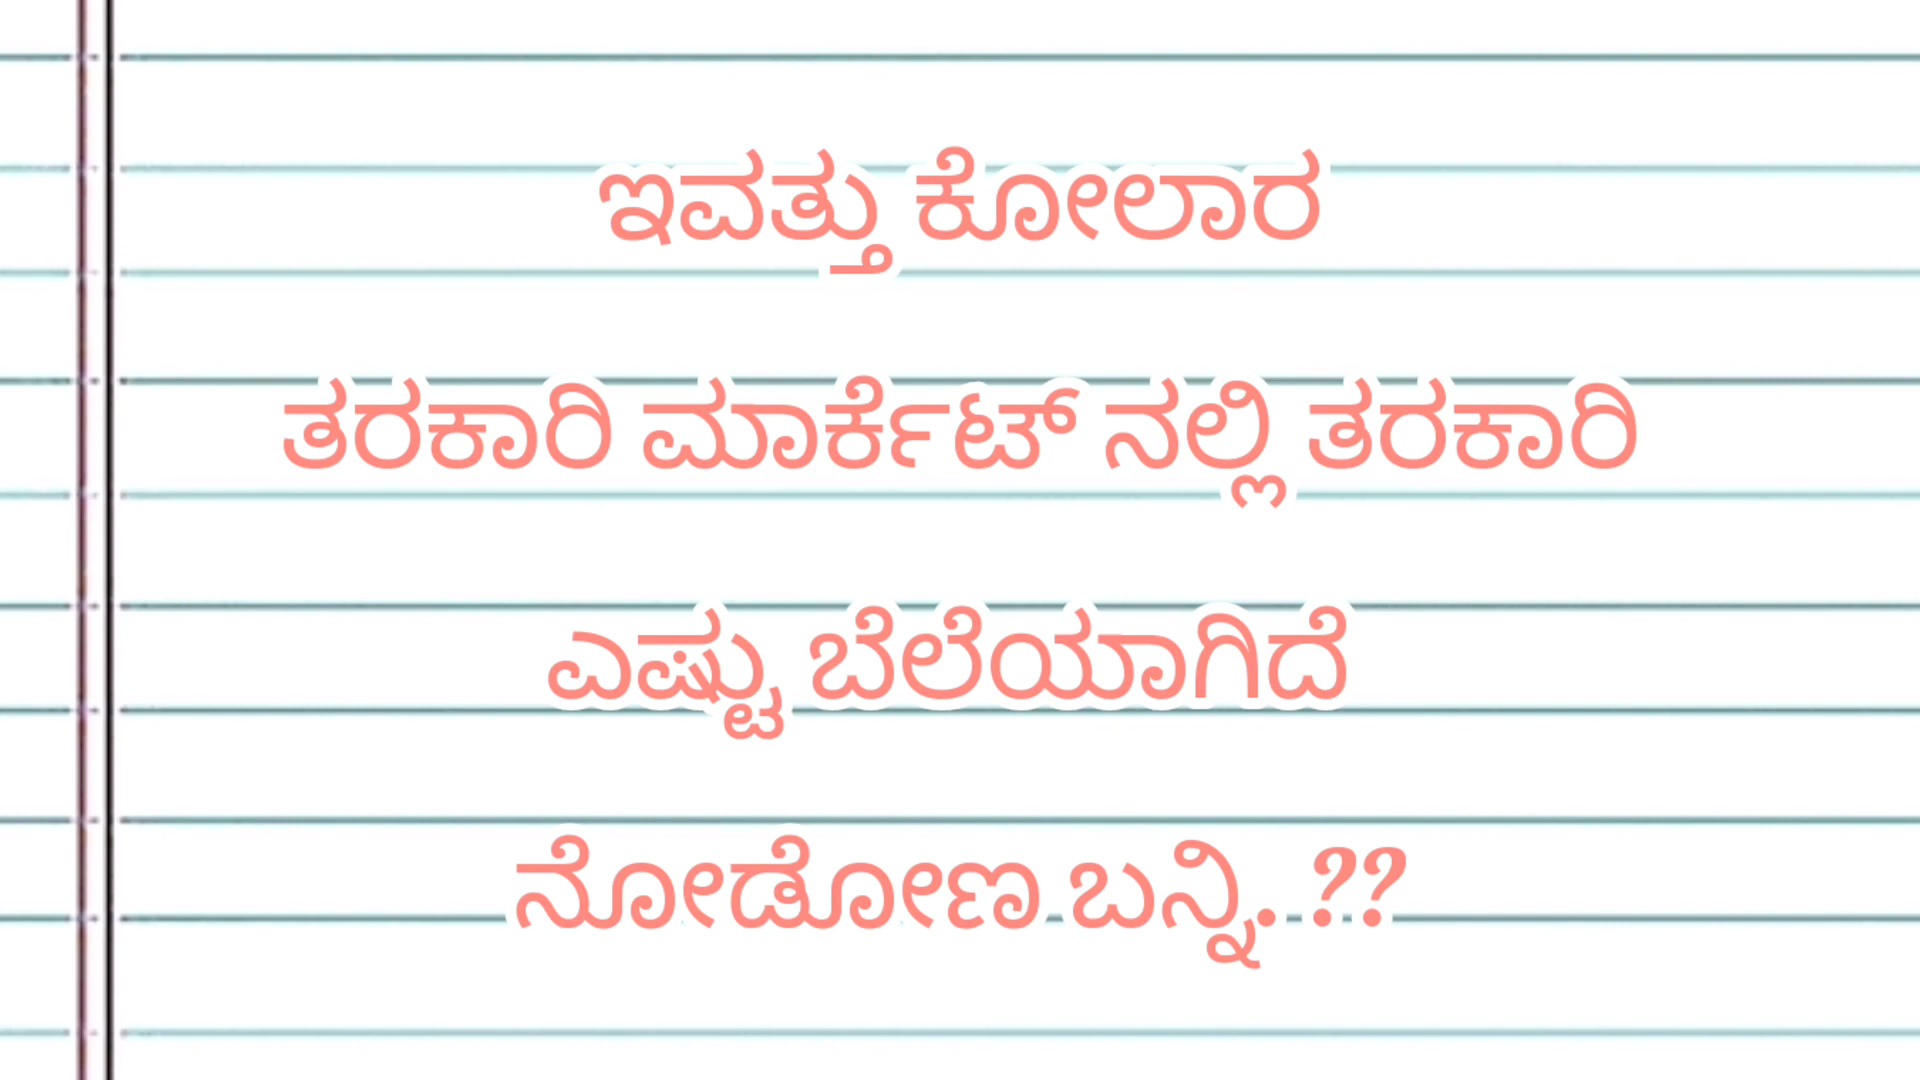 ಇವತ್ತು ಕೋಲಾರ
ತರಕಾರಿ ಮಾರ್ಕೆಟ್ ನಲ್ಲಿ ತರಕಾರಿ
ಎಷ್ಟು ಬೆಲೆಯಾಗಿದೆ
ನೋಡೋಣ ಬನ್ನಿ. ??